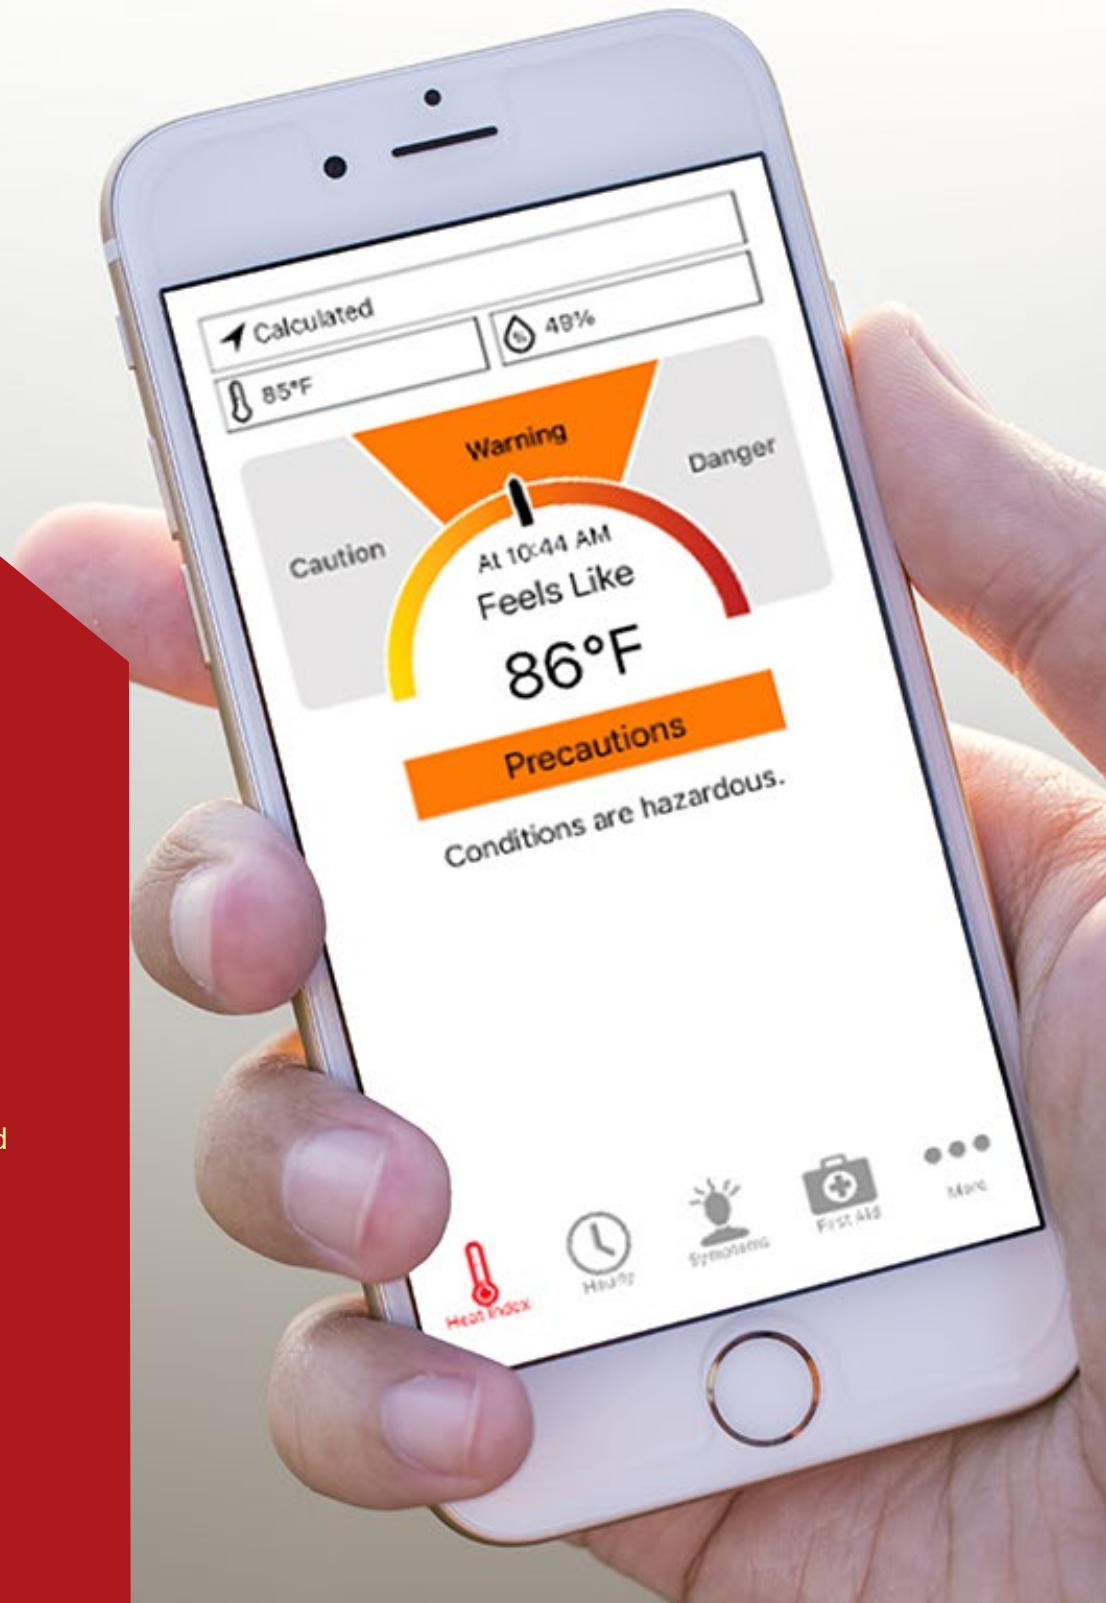 Calculated
85°F
49%
Warning
Caution
Danger
At 10:44 AM
Feels Like
86°F
Precautions
Conditions are hazardous.
Heat Index
Hourly
Symptoms
First Aid
More
d